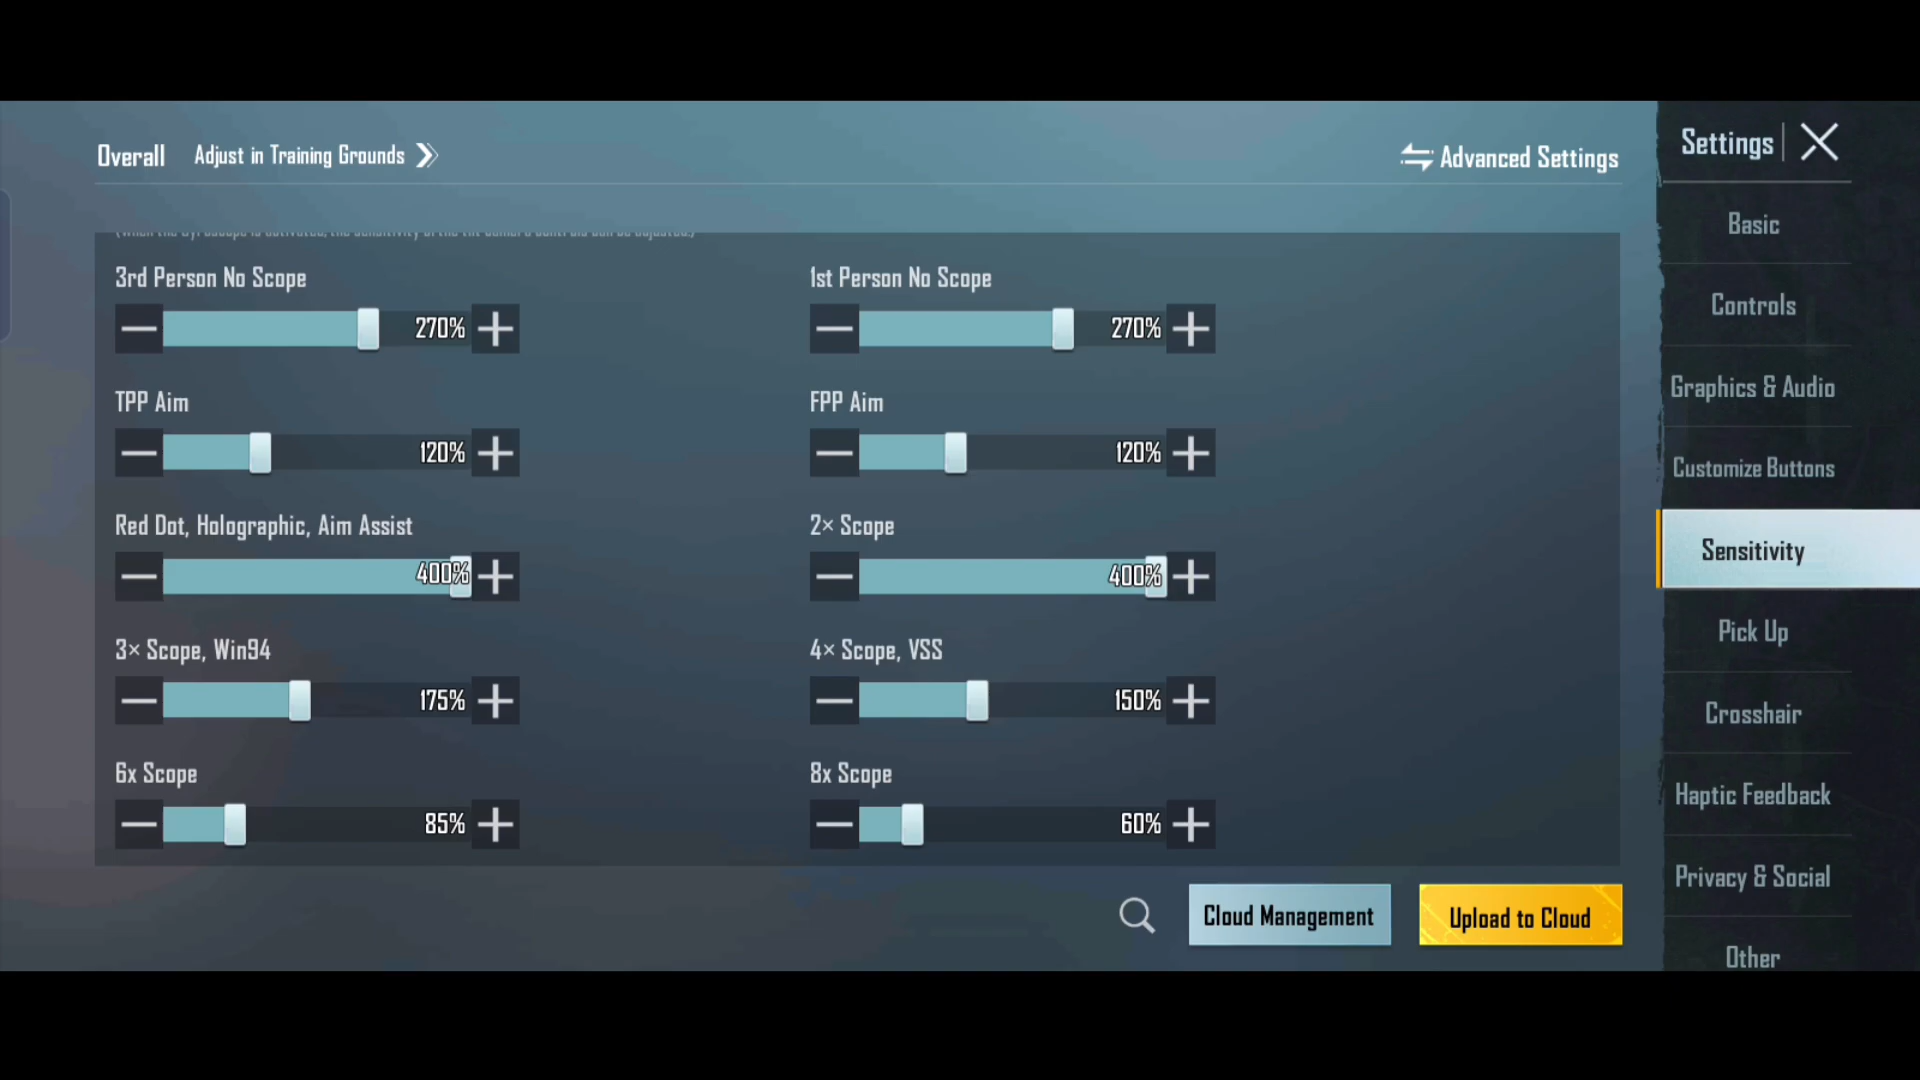 Overall
Adjust in Training Grounds
Advanced Settings
Settings
3rd Person No Scope
270%
1st Person No Scope
270%
TPP Aim
120%
FPP Aim
120%
Red Dot, Holographic, Aim Assist
400%
2× Scope
400%
3× Scope, Win94
175%
4× Scope, VSS
150%
6x Scope
85%
8x Scope
60%
Cloud Management
Upload to Cloud
Basic
Controls
Graphics & Audio
Customize Buttons
Sensitivity
Pick Up
Crosshair
Haptic Feedback
Privacy & Social
Other